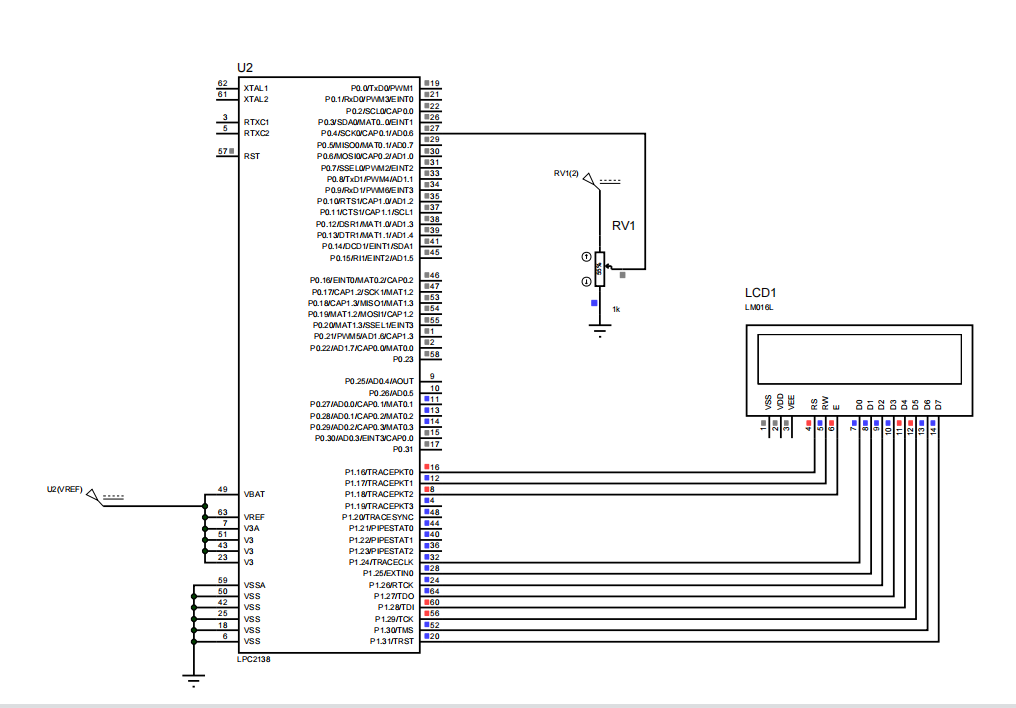 U2
62 XTAL1
61 XTAL2
3 RTXC1
5 RTXC2
57 RST
P0.0/TxD0/PWM1 19
P0.1/RxD0/PWM3/EINT0 21
P0.2/SCL0/CAP0.0 22
P0.3/SDA0/MAT0..0/EINT1 26
P0.4/SCK0/CAP0.1/AD0.6 27
P0.5/MISO0/MAT0.1/AD0.7 29
P0.6/MOSI0/CAP0.2/AD1.0 30
P0.7/SSEL0/PWM2/EINT2 31
P0.8/TxD1/PWM4/AD1.1 33
P0.9/RxD1/PWM6/EINT3 34
P0.10/RTS1/CAP1.0/AD1.2 35
P0.11/CTS1/CAP1.1/SCL1 37
P0.12/DSR1/MAT1.0/AD1.3 38
P0.13/DTR1/MAT1.1/AD1.4 39
P0.14/DCD1/EINT1/SDA1 41
P0.15/RI1/EINT2/AD1.5 45
P0.16/EINT0/MAT0.2/CAP0.2 46
P0.17/CAP1.2/SCK1/MAT1.2 47
P0.18/CAP1.3/MISO1/MAT1.3 53
P0.19/MAT1.2/MOSI1/CAP1.2 54
P0.20/MAT1.3/SSEL1/EINT3 55
P0.21/PWM5/AD1.6/CAP1.3 1
P0.22/AD1.7/CAP0.0/MAT0.0 2
P0.23 58
P0.25/AD0.4/AOUT 9
P0.26/AD0.5 10
P0.27/AD0.0/CAP0.1/MAT0.1 11
P0.28/AD0.1/CAP0.2/MAT0.2 13
P0.29/AD0.2/CAP0.3/MAT0.3 14
P0.30/AD0.3/EINT3/CAP0.0 15
P0.31 17
P1.16/TRACEPKT0 16
P1.17/TRACEPKT1 12
P1.18/TRACEPKT2 8
P1.19/TRACEPKT3 4
P1.20/TRACESYNC 48
P1.21/PIPESTAT0 44
P1.22/PIPESTAT1 40
P1.23/PIPESTAT2 36
P1.24/TRACECLK 32
P1.25/EXTIN0 28
P1.26/RTCK 24
P1.27/TDO 64
P1.28/TDI 60
P1.29/TCK 56
P1.30/TMS 52
P1.31/TRST 20
U2(VREF)
49 VBAT
63 VREF
7 V3A
51 V3
43 V3
23 V3
59 VSSA
50 VSS
42 VSS
25 VSS
18 VSS
6 VSS
LPC2138
RV1(2)
RV1
1k
LCD1
LM016L
VSS VDD VEE RS RW E D0 D1 D2 D3 D4 D5 D6 D7
1 2 3 4 5 6 7 8 9 10 11 12 13 14